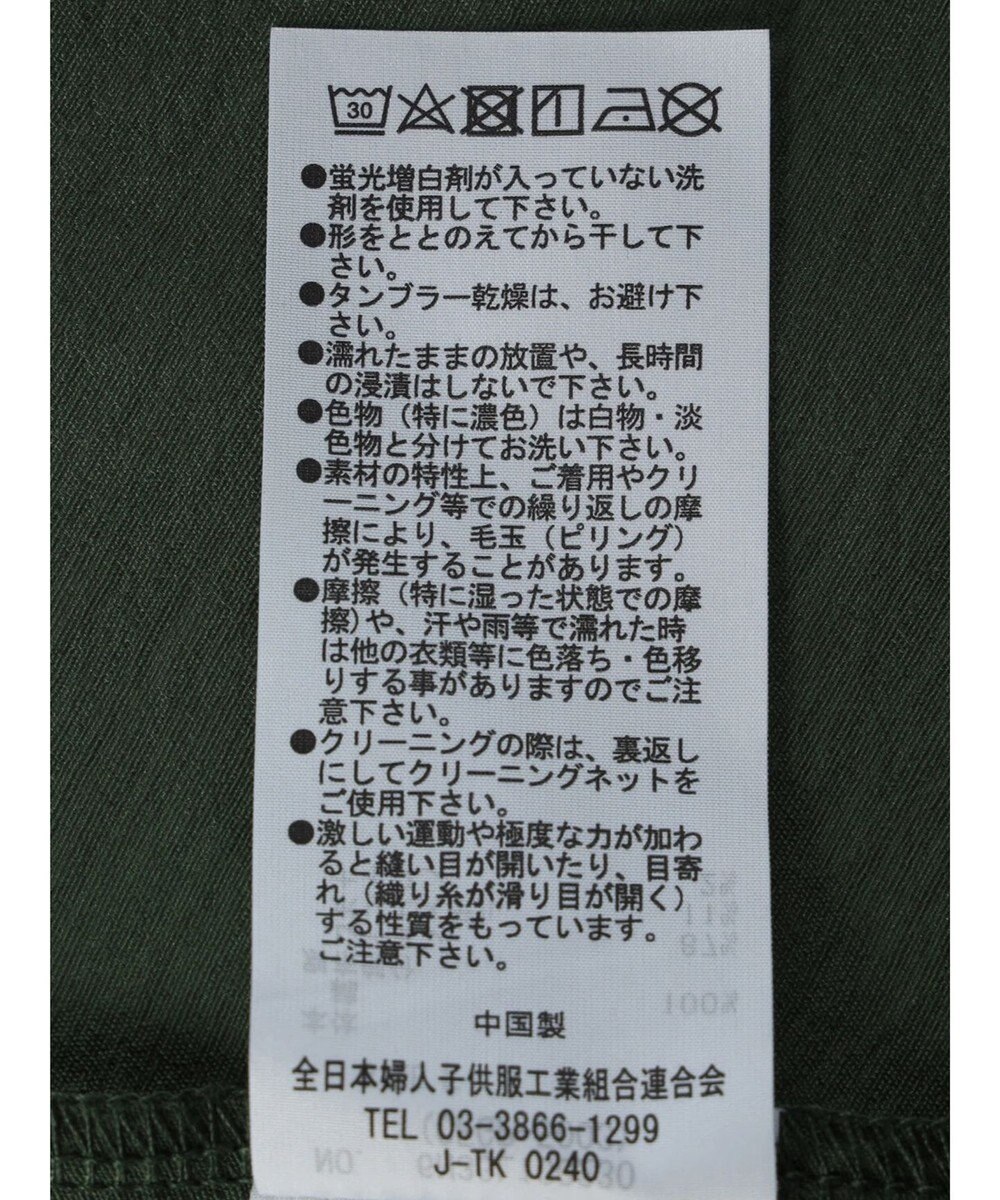 30
●蛍光増白剤が入っていない洗
剤を使用して下さい。
●形をととのえてから干して下
さい。
●タンブラー乾燥は、お避け下
さい。
●濡れたままの放置や、長時間
の浸漬はしないで下さい。
●色物（特に濃色）は白物・淡
色物と分けてお洗い下さい。
●素材の特性上、ご着用やクリ
ーニング等での繰り返しの摩
擦により、毛玉（ピリング）
が発生することがあります。
●摩擦（特に湿った状態での摩
擦）や、汗や雨等で濡れた時
は他の衣類等に色落ち・色移
りする事がありますのでご注
意下さい。
●クリーニングの際は、裏返し
にしてクリーニングネットを
ご使用下さい。
●激しい運動や極度な力が加わ
ると縫い目が開いたり、目寄
れ（織り糸が滑り目が開く）
する性質をもっています。
ご注意下さい。
中国製
全日本婦人子供服工業組合連合会
TEL 03-3866-1299
J-TK 0240